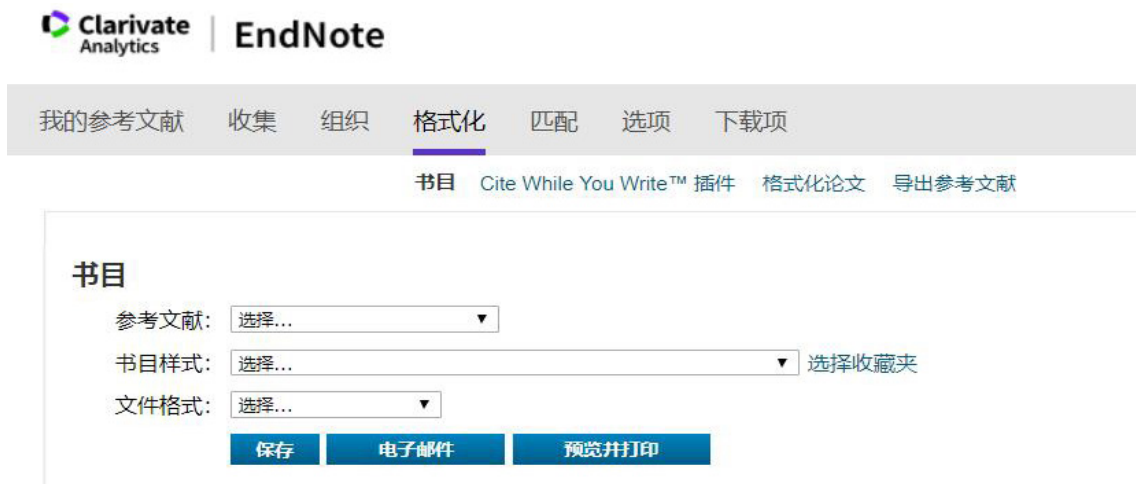 Clarivate Analytics | EndNote
我的参考文献 收集 组织 格式化 匹配 选项 下载项
书目 Cite While You Write™ 插件 格式化论文 导出参考文献
书目
参考文献: 选择...
书目样式: 选择... 选择收藏夹
文件格式: 选择...
保存 电子邮件 预览并打印